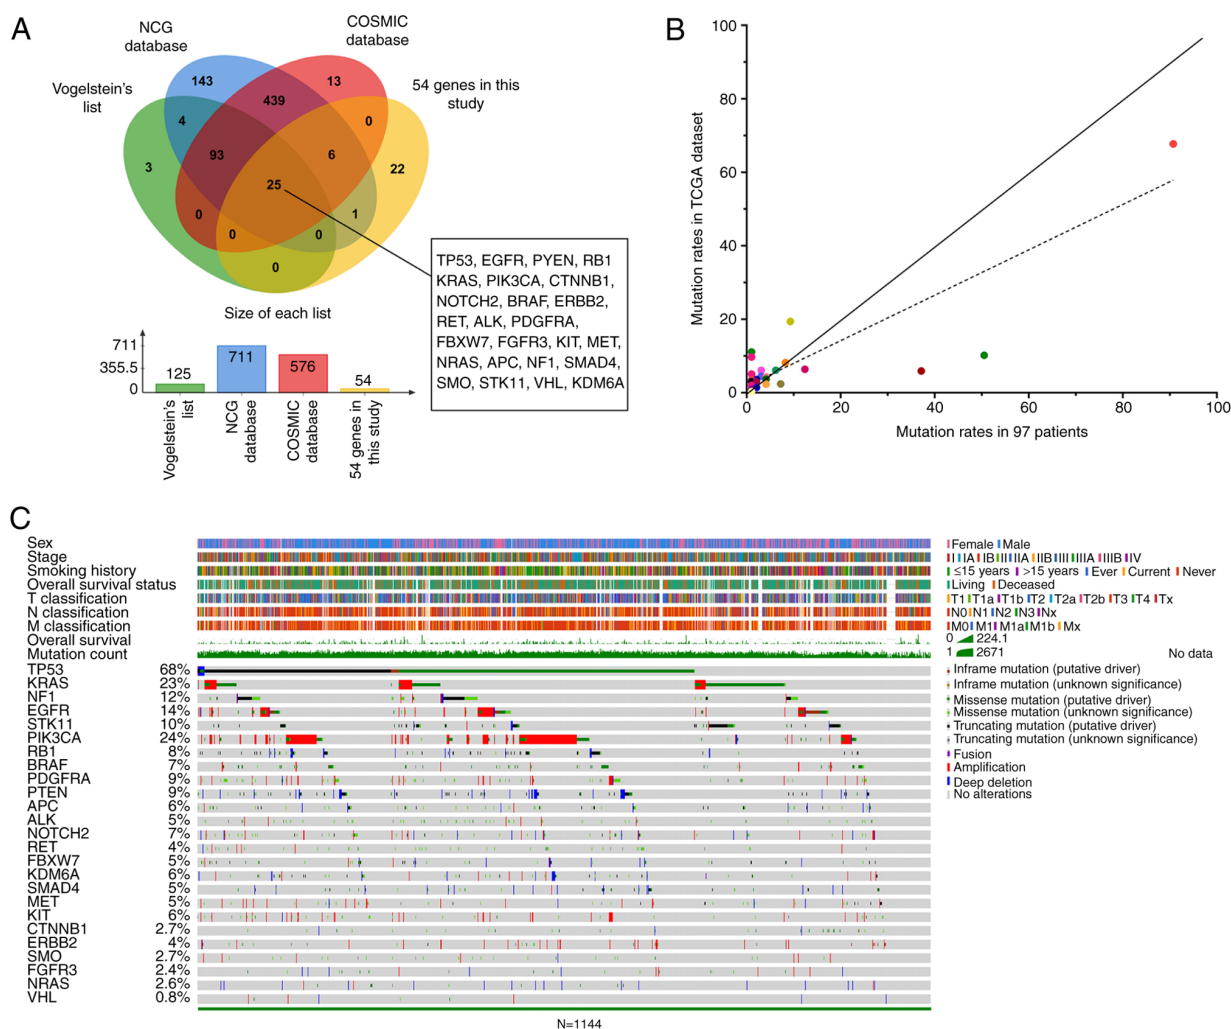 A
NCG
database
COSMIC
database
Vogelstein's
list
54 genes in this
study
143
13
439
4
0
93
6
3
22
25
0
1
0
0
0
TP53, EGFR, PYEN, RB1
KRAS, PIK3CA, CTNNB1,
NOTCH2, BRAF, ERBB2,
RET, ALK, PDGFRA,
FBXW7, FGFR3, KIT, MET,
NRAS, APC, NF1, SMAD4,
SMO, STK11, VHL, KDM6A
Size of each list
711
355.5
0
125
711
576
54
Vogelstein's
list
NCG
database
COSMIC
database
54 genes in
this study
B
Mutation rates in TCGA dataset
100
80
60
40
20
0
0 20 40 60 80 100
Mutation rates in 97 patients
C
Sex
Stage
Smoking history
Overall survival status
T classification
N classification
M classification
Overall survival
Mutation count
TP53 68%
KRAS 23%
NF1 12%
EGFR 14%
STK11 10%
PIK3CA 24%
RB1 8%
BRAF 7%
PDGFRA 9%
PTEN 9%
APC 6%
ALK 5%
NOTCH2 7%
RET 4%
FBXW7 5%
KDM6A 6%
SMAD4 5%
MET 5%
KIT 6%
CTNNB1 2.7%
ERBB2 4%
SMO 2.7%
FGFR3 2.4%
NRAS 2.6%
VHL 0.8%
N=1144
Female Male
I IA IB II IIA IIB III IIIA IIIB IV
≤15 years >15 years Ever Current Never
Living Deceased
T1 T1a T1b T2 T2a T2b T3 T4 Tx
N0 N1 N2 N3 Nx
M0 M1 M1a M1b Mx
0 224.1
1 2671 No data
Inframe mutation (putative driver)
Inframe mutation (unknown significance)
Missense mutation (putative driver)
Missense mutation (unknown significance)
Truncating mutation (putative driver)
Truncating mutation (unknown significance)
Fusion
Amplification
Deep deletion
No alterations